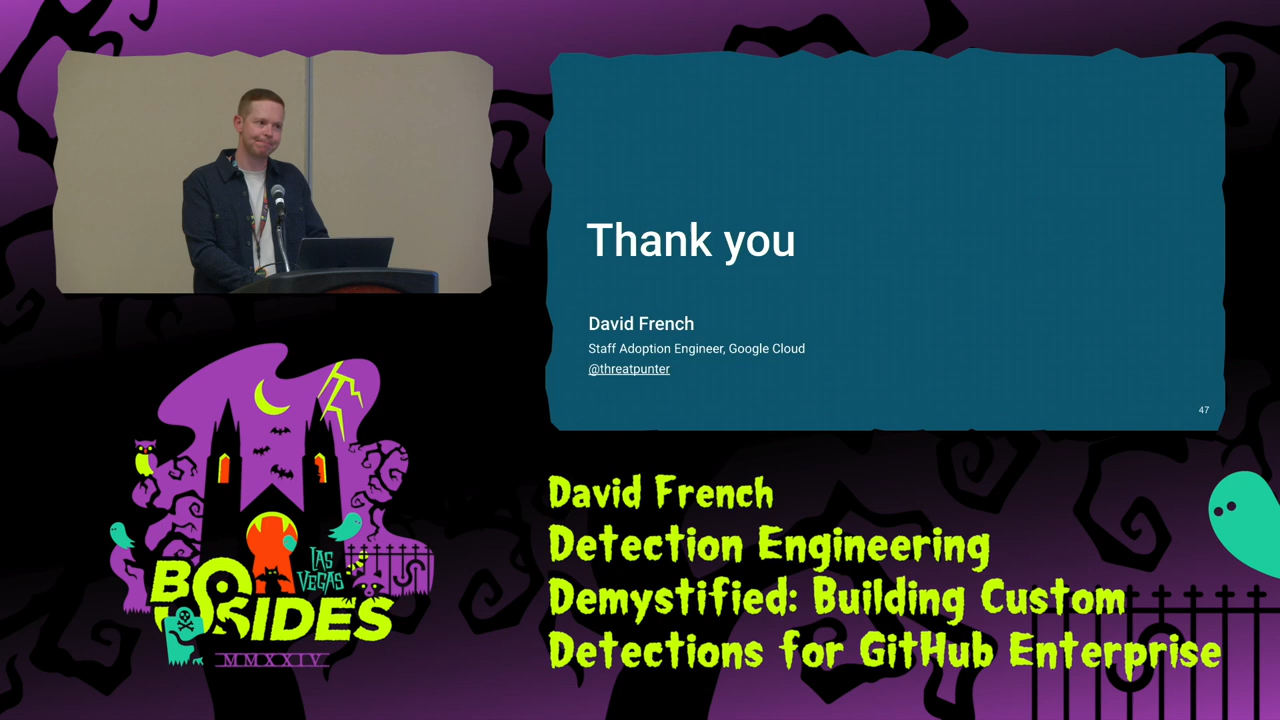 Thank you
David French
Staff Adoption Engineer, Google Cloud
@threatpunter
47
LAS
VEGAS
BSIDES
MMXXIV
David French
Detection Engineering
Demystified: Building Custom
Detections for GitHub Enterprise